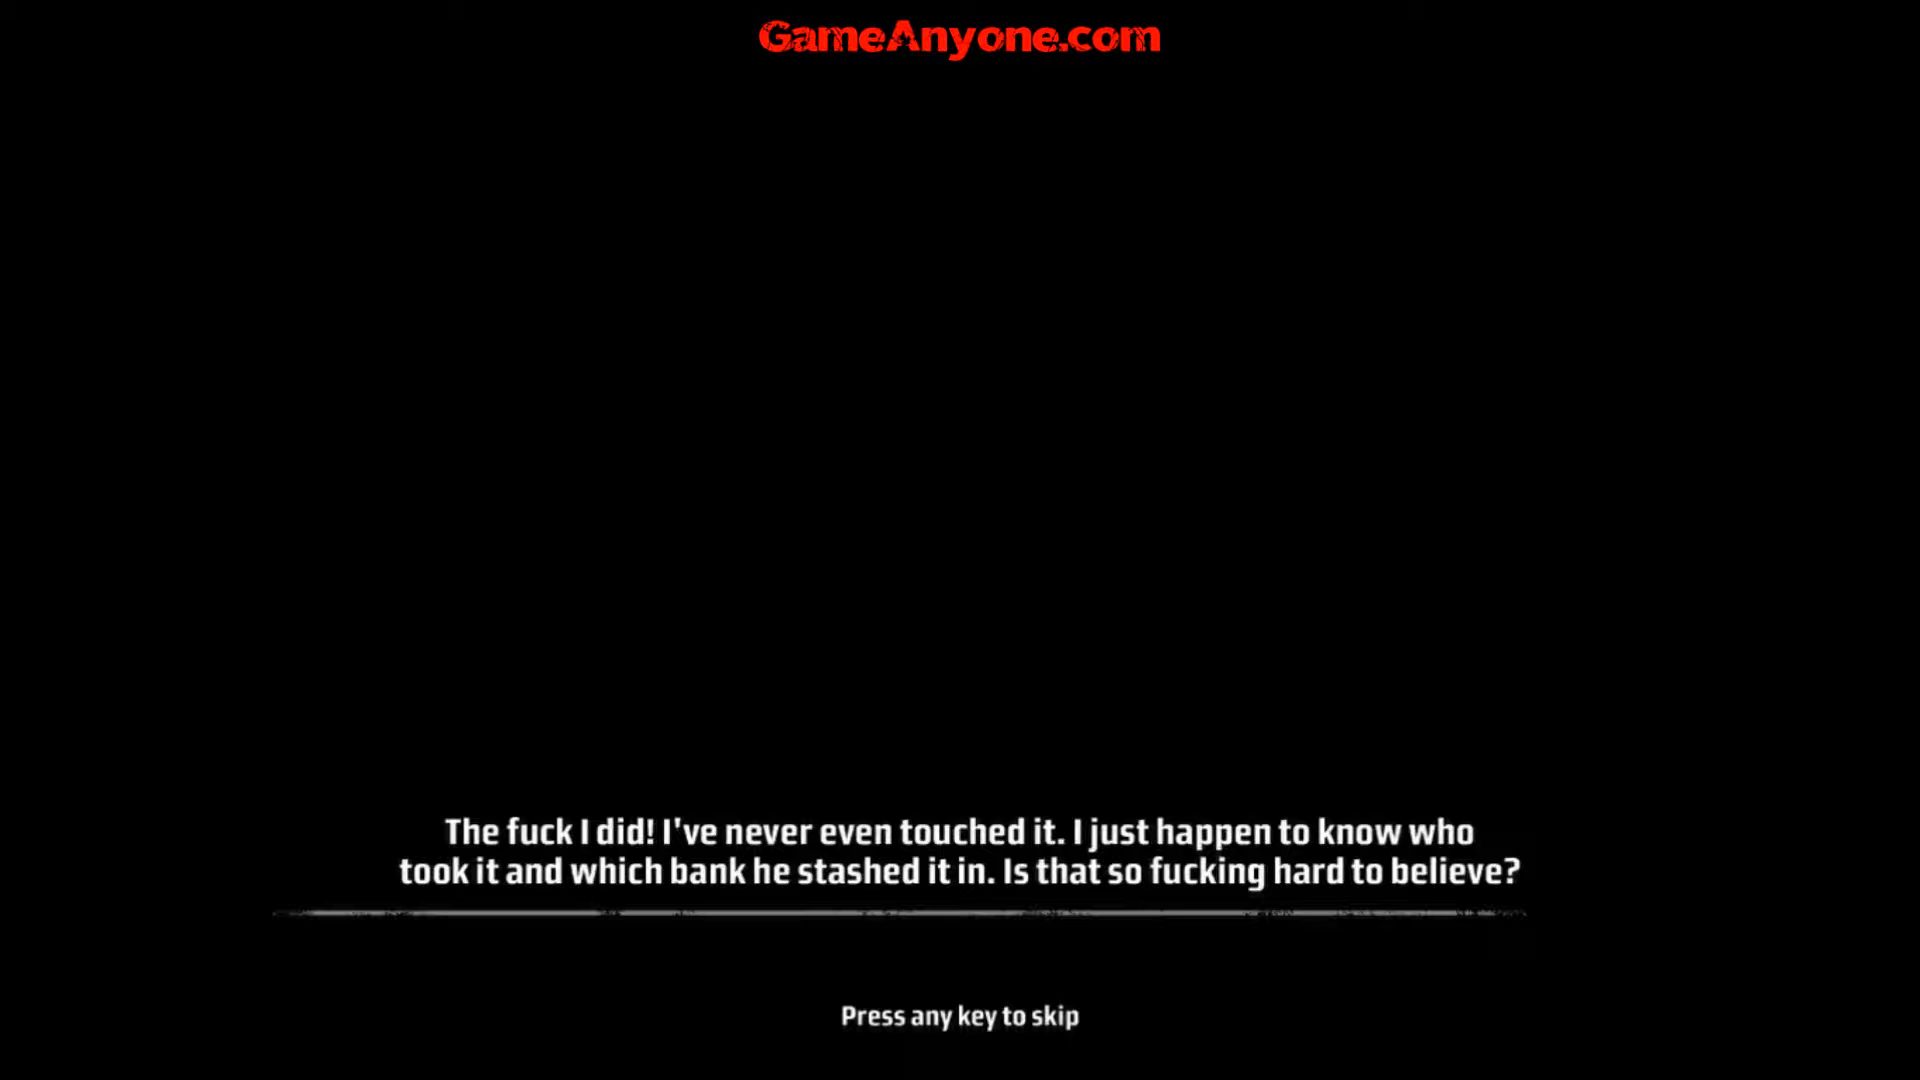 GameAnyone.com
The fuck I did! I've never even touched it. I just happen to know who
took it and which bank he stashed it in. Is that so fucking hard to believe?
Press any key to skip